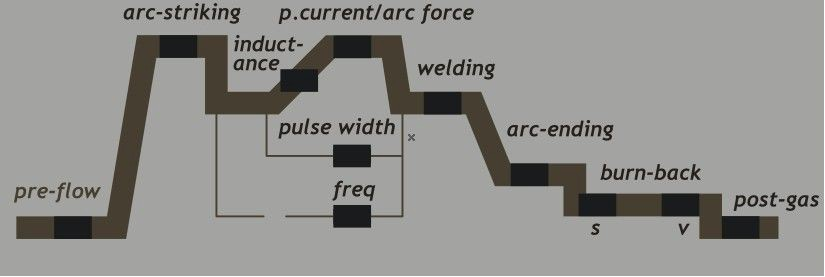 arc-striking
p.current/arc force
induct-
ance
welding
pulse width
x
arc-ending
pre-flow
freq
burn-back
post-gas
s
v